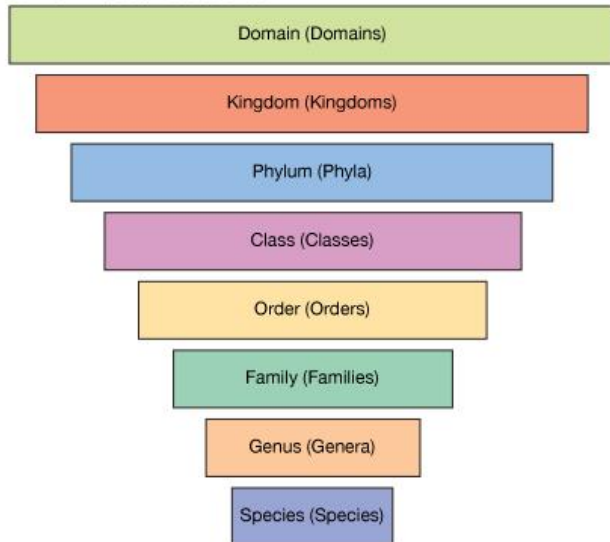 Domain (Domains)
Kingdom (Kingdoms)
Phylum (Phyla)
Class (Classes)
Order (Orders)
Family (Families)
Genus (Genera)
Species (Species)